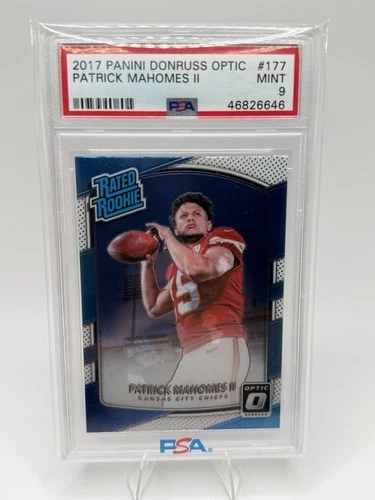 2017 PANINI DONRUSS OPTIC #177
PATRICK MAHOMES II MINT
9
PSA 46826646
RATED
ROOKIE
5
PATRICK MAHOMES II
KANSAS CITY CHIEFS
OPTIC
PSA